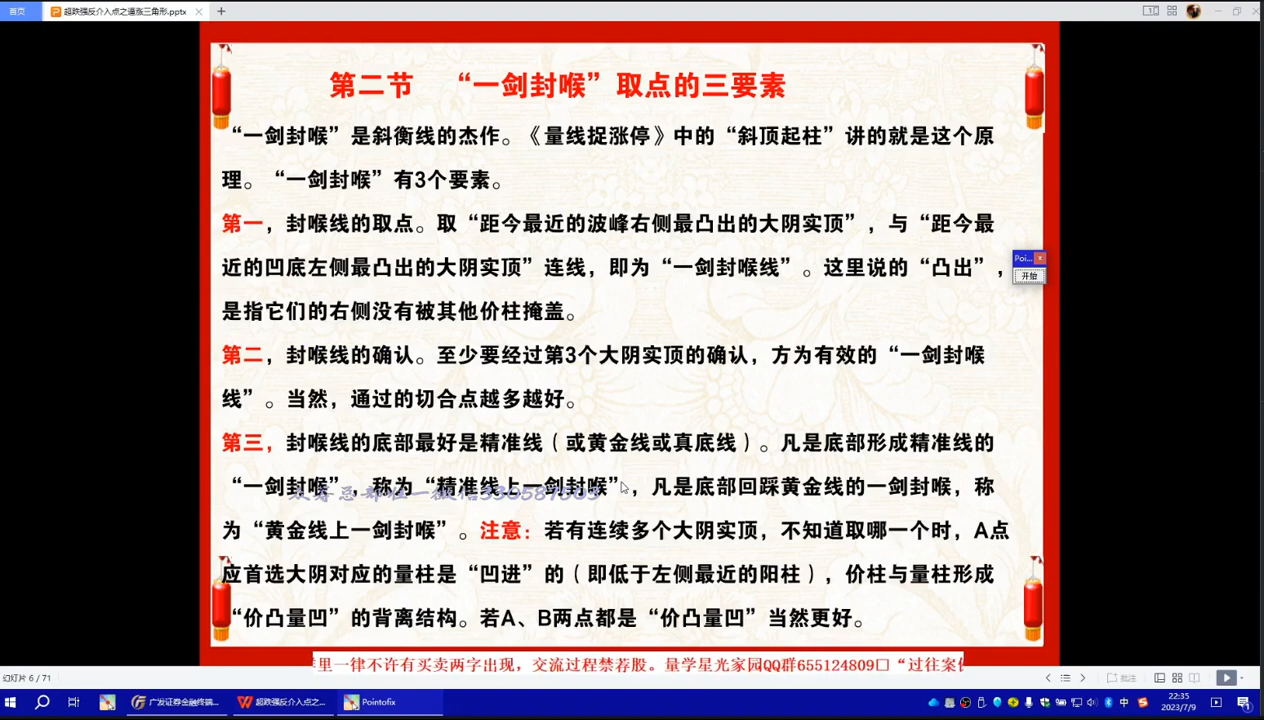 首页
超跌强反介入点之逼涨三角形.pptx
第二节 “一剑封喉”取点的三要素
“一剑封喉”是斜衡线的杰作。《量线捉涨停》中的“斜顶起柱”讲的就是这个原
理。“一剑封喉”有3个要素。
第一，封喉线的取点。取“距今最近的波峰右侧最凸出的大阴实顶”，与“距今最
近的凹底左侧最凸出的大阴实顶”连线，即为“一剑封喉线”。这里说的“凸出”，
是指它们的右侧没有被其他价柱掩盖。
第二，封喉线的确认。至少要经过第3个大阴实顶的确认，方为有效的“一剑封喉
线”。当然，通过的切合点越多越好。
第三，封喉线的底部最好是精准线（或黄金线或真底线）。凡是底部形成精准线的
“一剑封喉”，称为“精准线上一剑封喉”，凡是底部回踩黄金线的一剑封喉，称
为“黄金线上一剑封喉”。注意：若有连续多个大阴实顶，不知道取哪一个时，A点
应首选大阴对应的量柱是“凹进”的（即低于左侧最近的阳柱），价柱与量柱形成
“价凸量凹”的背离结构。若A、B两点都是“价凸量凹”当然更好。
Poi...
开始
里一律不许有买卖两字出现，交流过程禁荐股。量学星光家园QQ群655124809口“过往案
幻灯片 6 / 71
批注
广发证券金融终端...
超跌强反介入点之...
Pointofix
中
22:35
2023/7/9